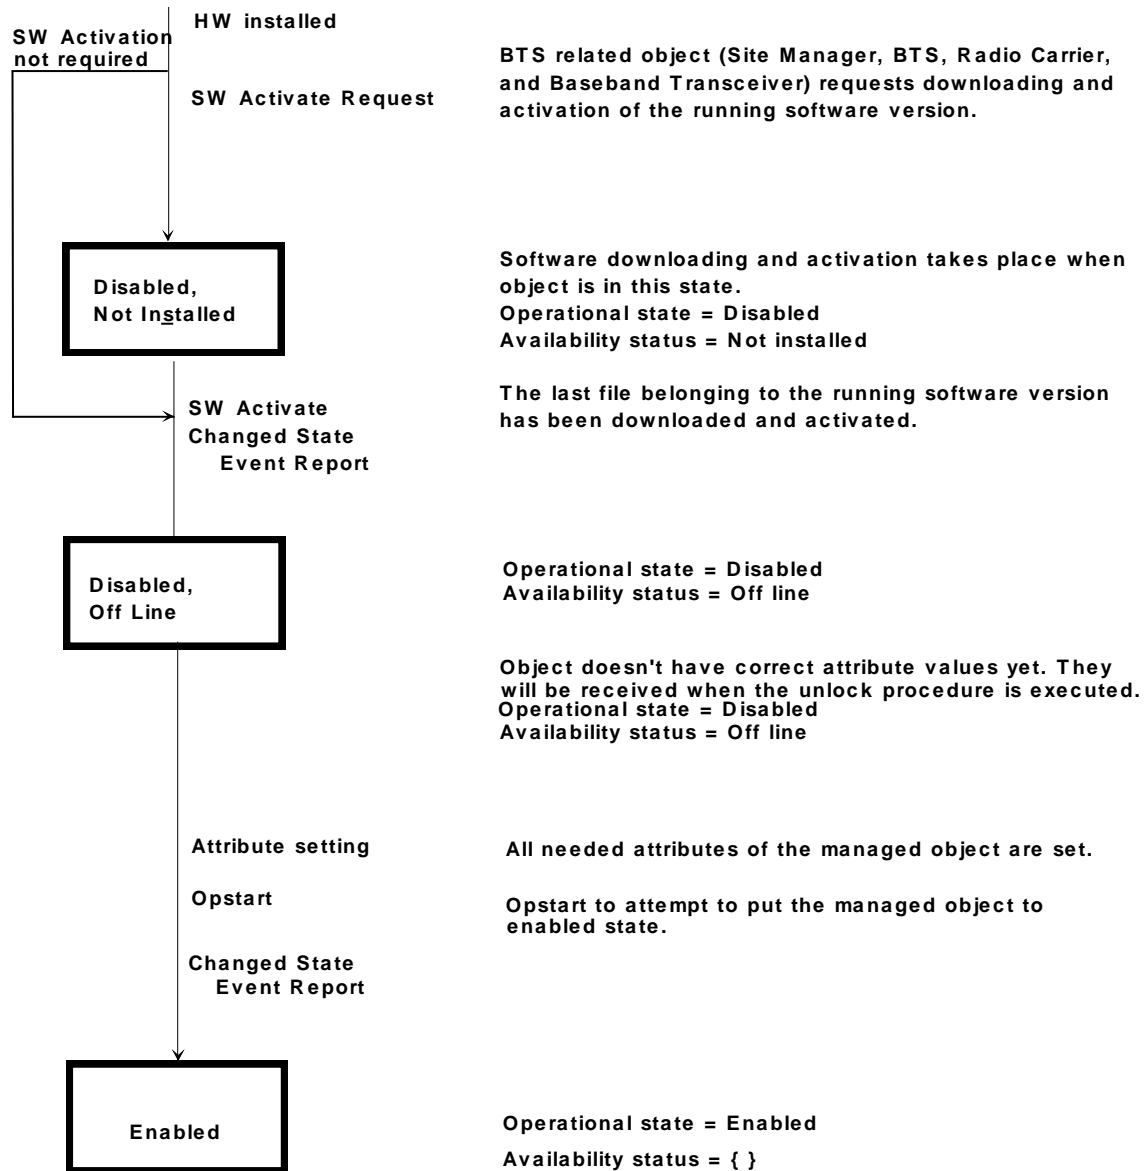 HW installed
SW Activation
not required
BTS related object (Site Manager, BTS, Radio Carrier,
and Baseband Transceiver) requests downloading and
activation of the running software version.
SW Activate Request
Disabled,
Not Installed
Software downloading and activation takes place when
object is in this state.
Operational state = Disabled
Availability status = Not installed
SW Activate
Changed State
Event Report
The last file belonging to the running software version
has been downloaded and activated.
Disabled,
Off Line
Operational state = Disabled
Availability status = Off line
Object doesn't have correct attribute values yet. They
will be received when the unlock procedure is executed.
Operational state = Disabled
Availability status = Off line
Attribute setting
All needed attributes of the managed object are set.
Opstart
Opstart to attempt to put the managed object to
enabled state.
Changed State
Event Report
Enabled
Operational state = Enabled
Availability status = { }